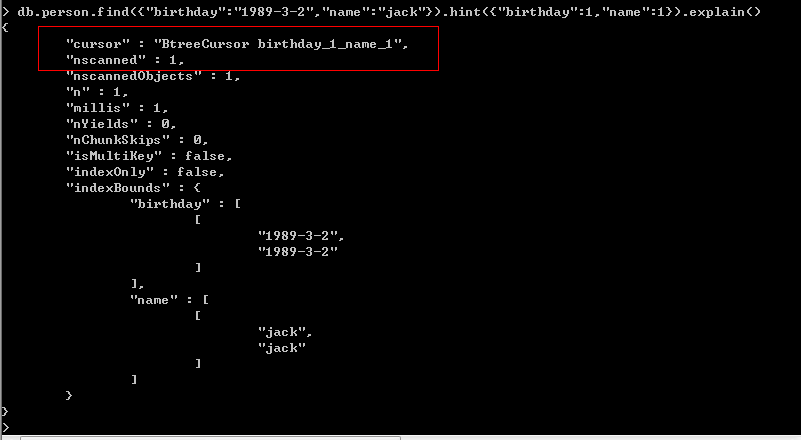 > db.person.find({"birthday":"1989-3-2","name":"jack"}).hint({"birthday":1,"name":1}).explain()
{
"cursor" : "BtreeCursor birthday_1_name_1",
"nscanned" : 1,
"nscannedObjects" : 1,
"n" : 1,
"millis" : 1,
"nYields" : 0,
"nChunkSkips" : 0,
"isMultiKey" : false,
"indexOnly" : false,
"indexBounds" : {
"birthday" : [
[
"1989-3-2",
"1989-3-2"
]
],
"name" : [
[
"jack",
"jack"
]
]
}
}
>